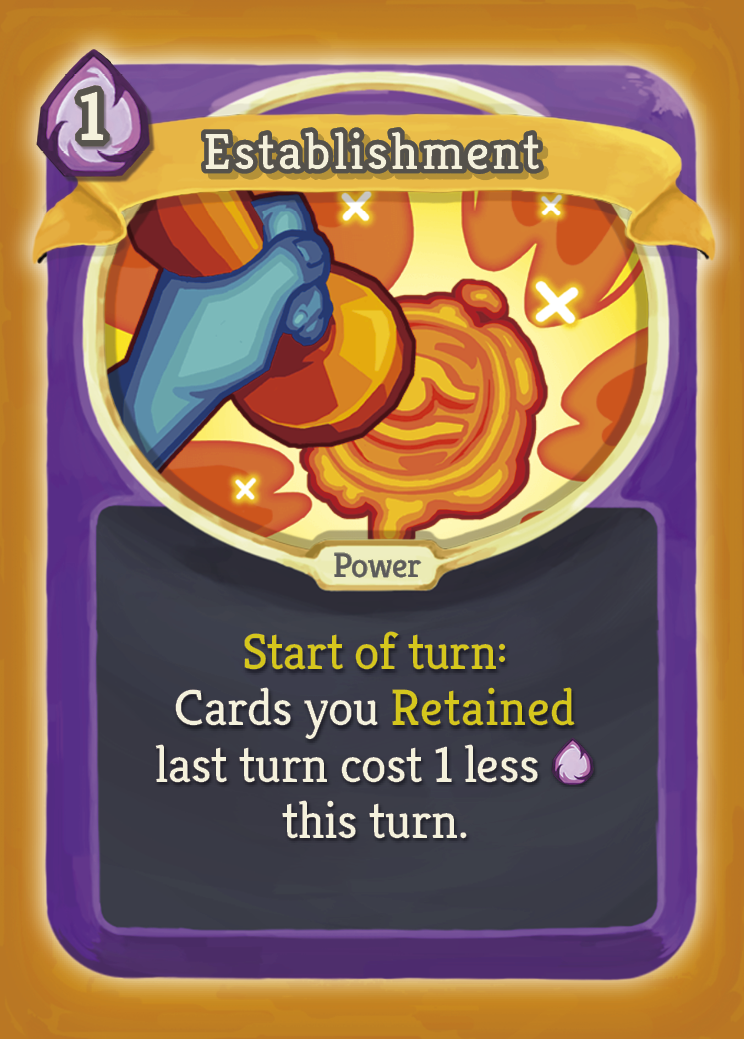 1
Establishment
Power
Start of turn:
Cards you Retained
last turn cost 1 less
this turn.